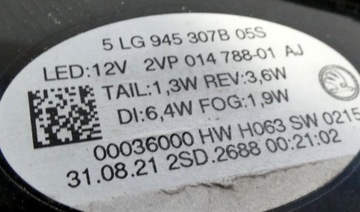 5 LG 945 307B 05S
LED:12V 2VP 014 788-01 AJ
TAIL:1,3W REV:3,6W
DI:6,4W FOG:1,9W
00036000 HW H063 SW 0215
31.08.21 2SD.2688 00:21:02